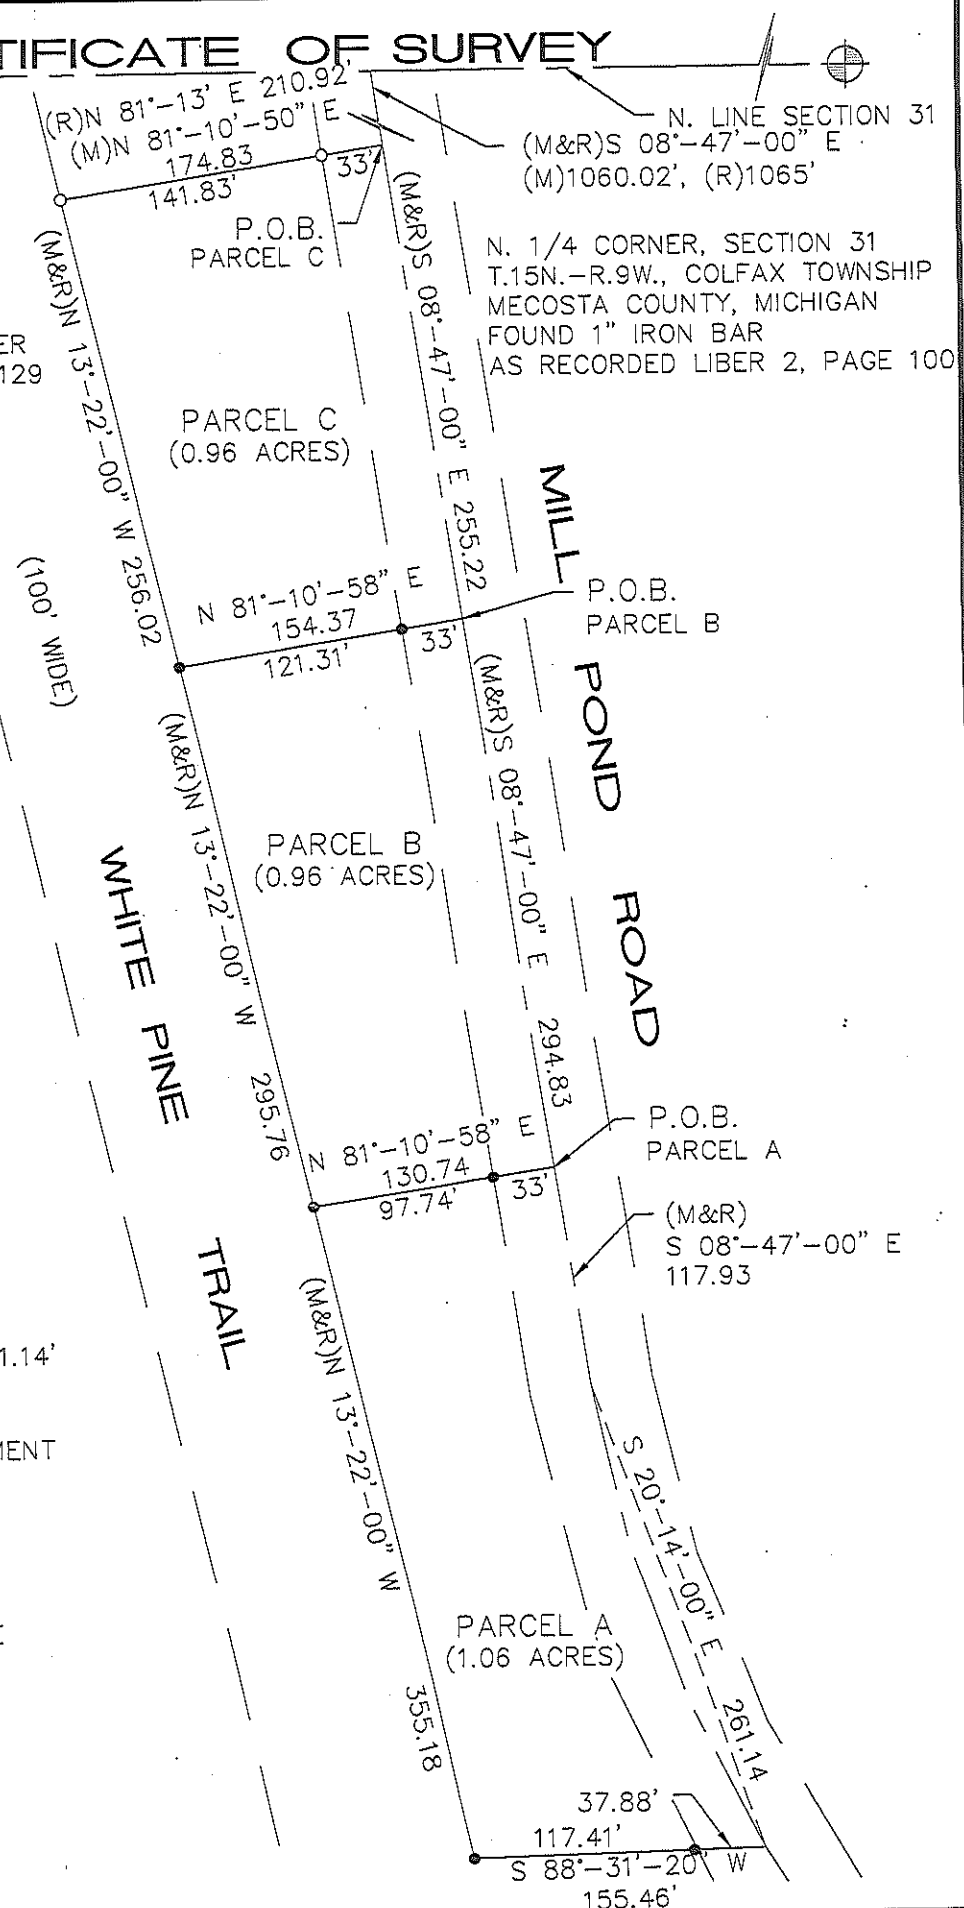 TIFICATE OF SURVEY
(R)N 81°-13' E 210.92'
(M)N 81°-10'-50" E
174.83
141.83'
33'
N. LINE SECTION 31
(M&R)S 08°-47'-00" E
(M)1060.02', (R)1065'
P.O.B.
PARCEL C
N. 1/4 CORNER, SECTION 31
T.15N.-R.9W., COLFAX TOWNSHIP
MECOSTA COUNTY, MICHIGAN
FOUND 1" IRON BAR
AS RECORDED LIBER 2, PAGE 100
ER
129
(M&R)N 13°-22'-00" W 256.02
(M&R)S 08°-47'-00" E 255.22
PARCEL C
(0.96 ACRES)
(100' WIDE)
N 81°-10'-58" E
154.37
121.31'
33'
P.O.B.
PARCEL B
MILL POND ROAD
(M&R)N 13°-22'-00" W 295.76
(M&R)S 08°-47'-00" E 294.83
PARCEL B
(0.96 ACRES)
WHITE PINE TRAIL
N 81°-10'-58" E
130.74
97.74'
33'
P.O.B.
PARCEL A
(M&R)
S 08°-47'-00" E
117.93
1.14'
MENT
(M&R)N 13°-22'-00" W 355.18
S 20°-14'-00" E 261.14
PARCEL A
(1.06 ACRES)
37.88'
117.41'
S 88°-31'-20" W
155.46'